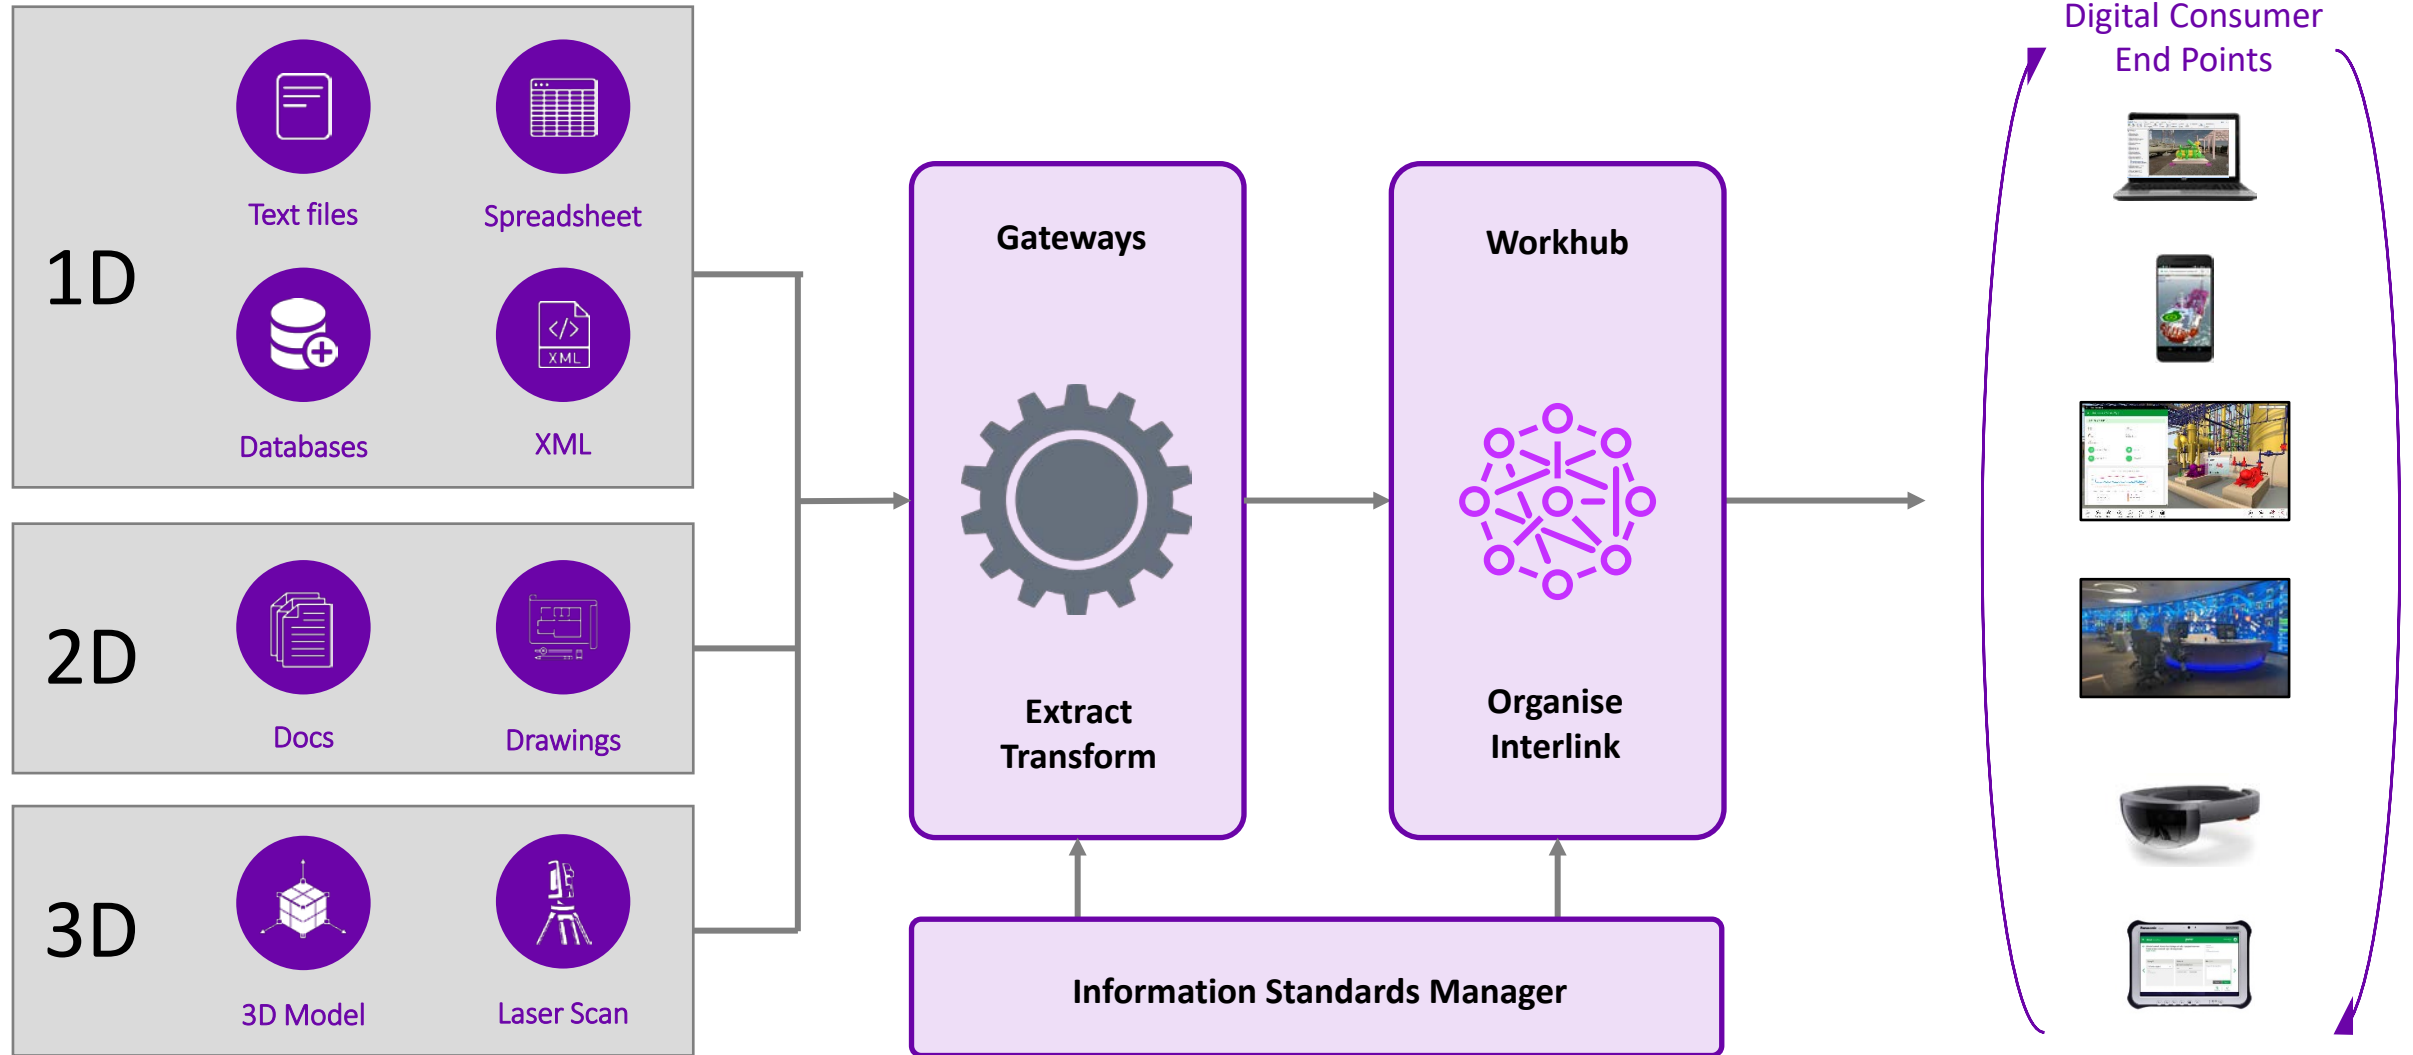 1D
Text files
Spreadsheet
Databases
XML
XML
2D
Docs
Drawings
3D
3D Model
Laser Scan
Gateways
Extract
Transform
Workhub
Organise
Interlink
Information Standards Manager
Digital Consumer
End Points